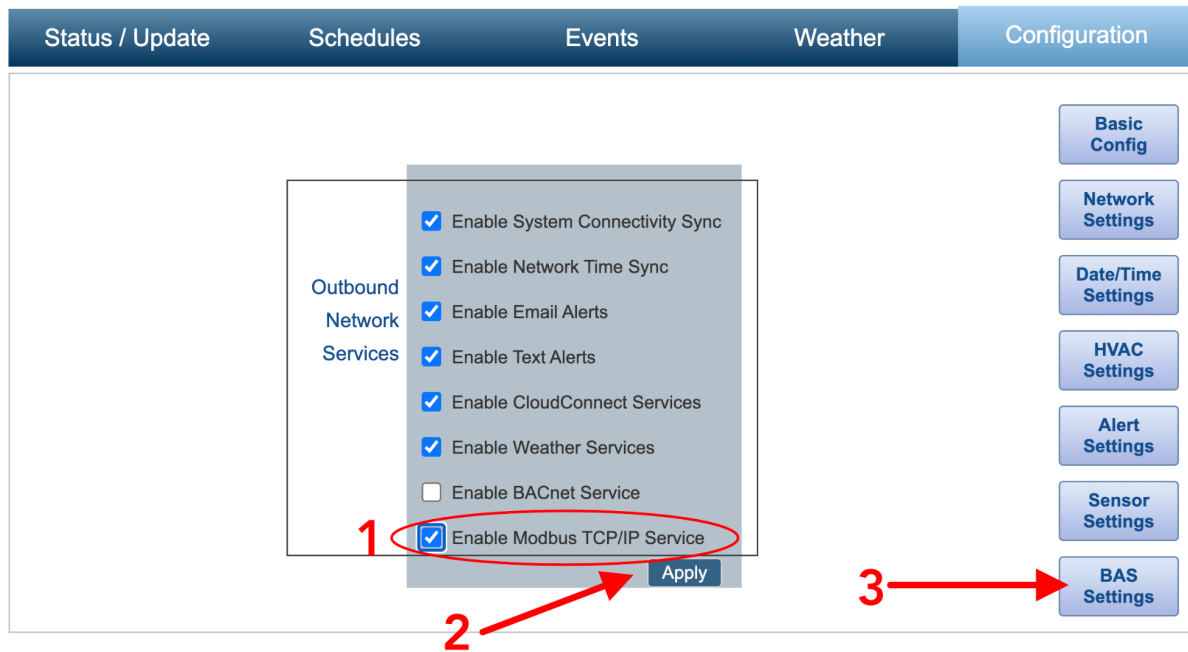 Status / Update Schedules Events Weather Configuration
Basic
Config
Network
Settings
Date/Time
Settings
HVAC
Settings
Alert
Settings
Sensor
Settings
BAS
Settings
Outbound
Network
Services
Enable System Connectivity Sync
Enable Network Time Sync
Enable Email Alerts
Enable Text Alerts
Enable CloudConnect Services
Enable Weather Services
Enable BACnet Service
1 Enable Modbus TCP/IP Service
Apply
2
3